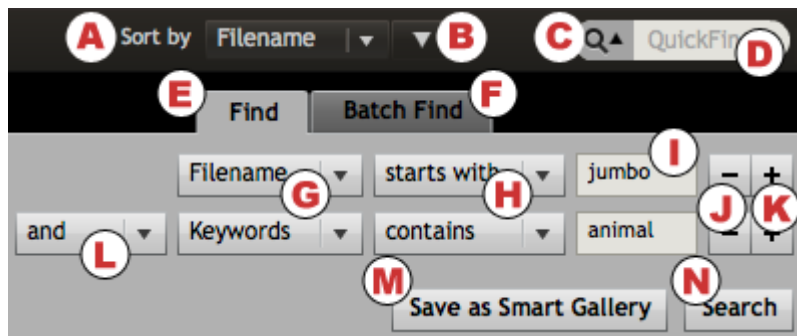 A Sort by Filename B C QuickFin D
E Find Batch Find F
Filename G starts with H jumbo I − +
L and Keywords contains animal J − K +
M Save as Smart Gallery N Search